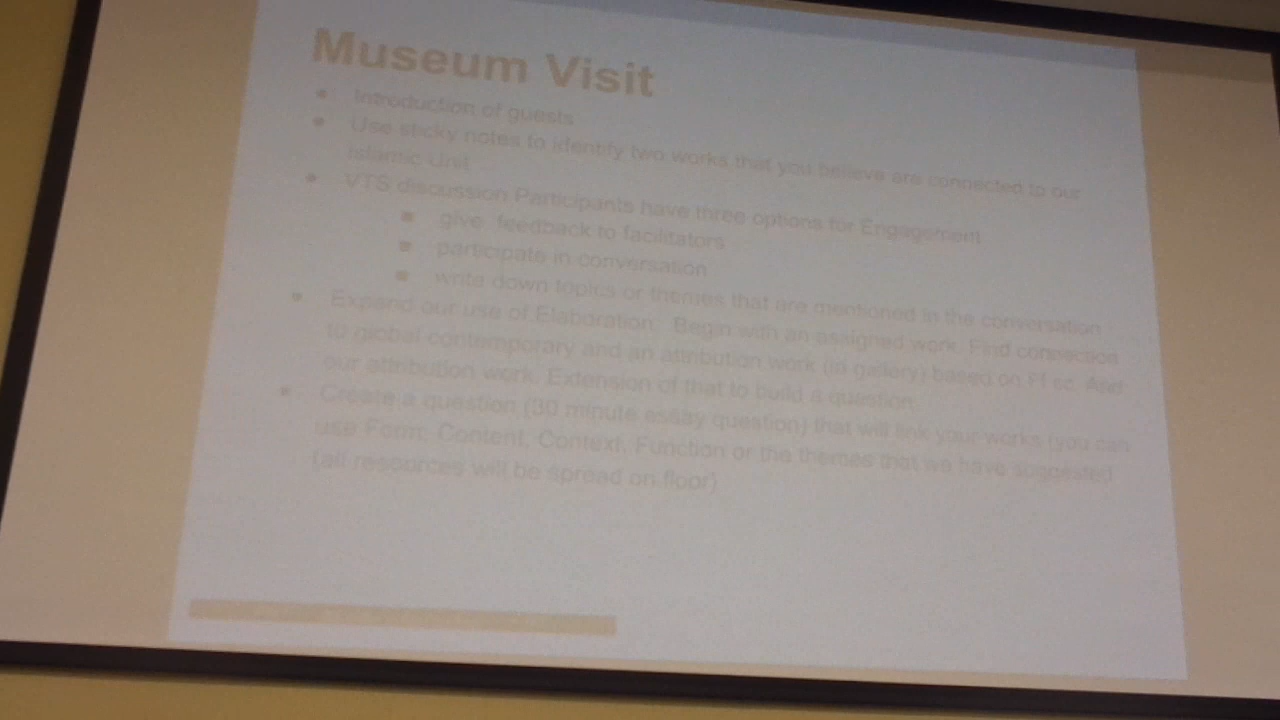 Museum Visit
Introduction of guests
Use sticky notes to identify two works that you believe are connected to our
Islamic Unit
VTS discussion Participants have three options for Engagement
give feedback to facilitators
participate in conversation
write down topics or themes that are mentioned in the conversation
Expand our use of Elaboration: Begin with an assigned work. Find connection
to global contemporary and an attribution work (in gallery) based on
our attribution work. Extension of that to build a question
Create a question (30 minute essay question) that will link your works (you can
use Form, Content, Context, Function or the themes that we have suggested
(all resources will be spread on floor)